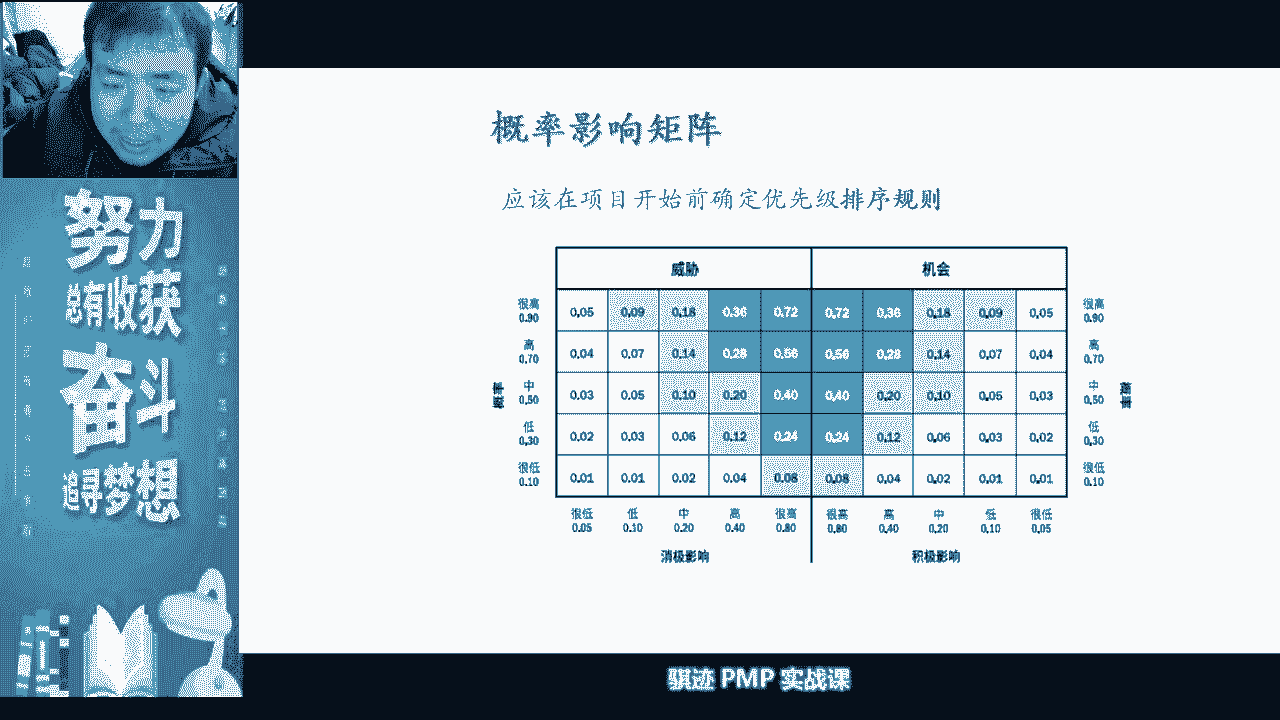 努力
总有收获
奋斗
追寻梦想
概率影响矩阵
应该在项目开始前确定优先级排序规则
威胁 机会
很高 0.90 0.05 0.09 0.18 0.36 0.72 0.72 0.36 0.18 0.09 0.05 很高 0.90
高 0.70 0.04 0.07 0.14 0.28 0.56 0.56 0.28 0.14 0.07 0.04 高 0.70
概率 中 0.50 0.03 0.05 0.10 0.20 0.40 0.40 0.20 0.10 0.05 0.03 中 0.50 概率
低 0.30 0.02 0.03 0.06 0.12 0.24 0.24 0.12 0.06 0.03 0.02 低 0.30
很低 0.10 0.01 0.01 0.02 0.04 0.08 0.08 0.04 0.02 0.01 0.01 很低 0.10
很低 低 中 高 很高 很高 高 中 低 很低
0.05 0.10 0.20 0.40 0.80 0.80 0.40 0.20 0.10 0.05
消极影响 积极影响
骐迹 PMP 实战课